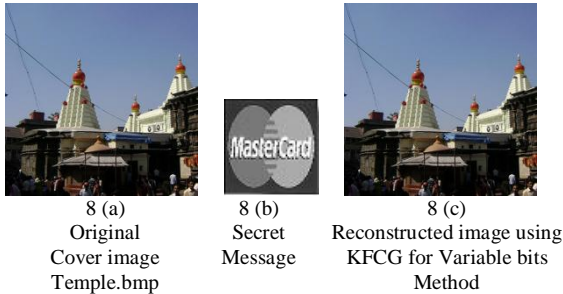 MasterCard
8 (a)
Original
Cover image
Temple.bmp
8 (b)
Secret
Message
8 (c)
Reconstructed image using
KFCG for Variable bits
Method